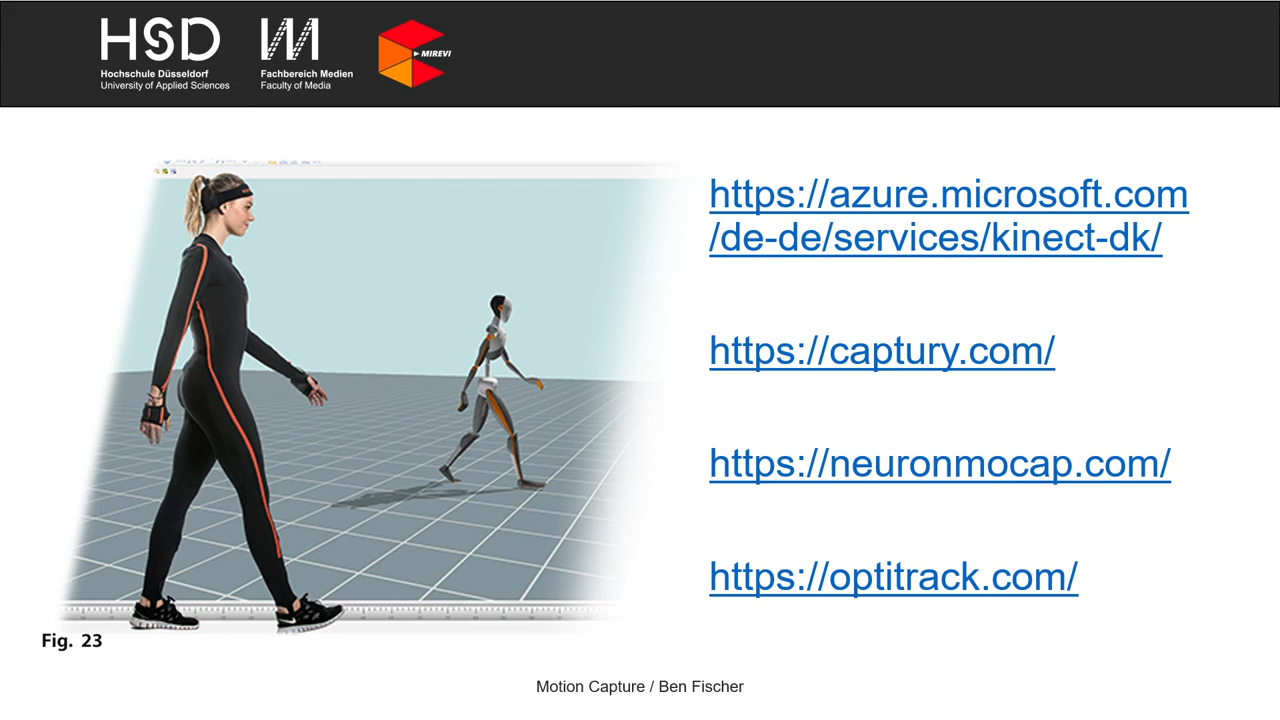 HSD
Hochschule Düsseldorf
University of Applied Sciences
Fachbereich Medien
Faculty of Media
MIREVI
https://azure.microsoft.com
/de-de/services/kinect-dk/
https://captury.com/
https://neuronmocap.com/
https://optitrack.com/
Fig. 23
Motion Capture / Ben Fischer